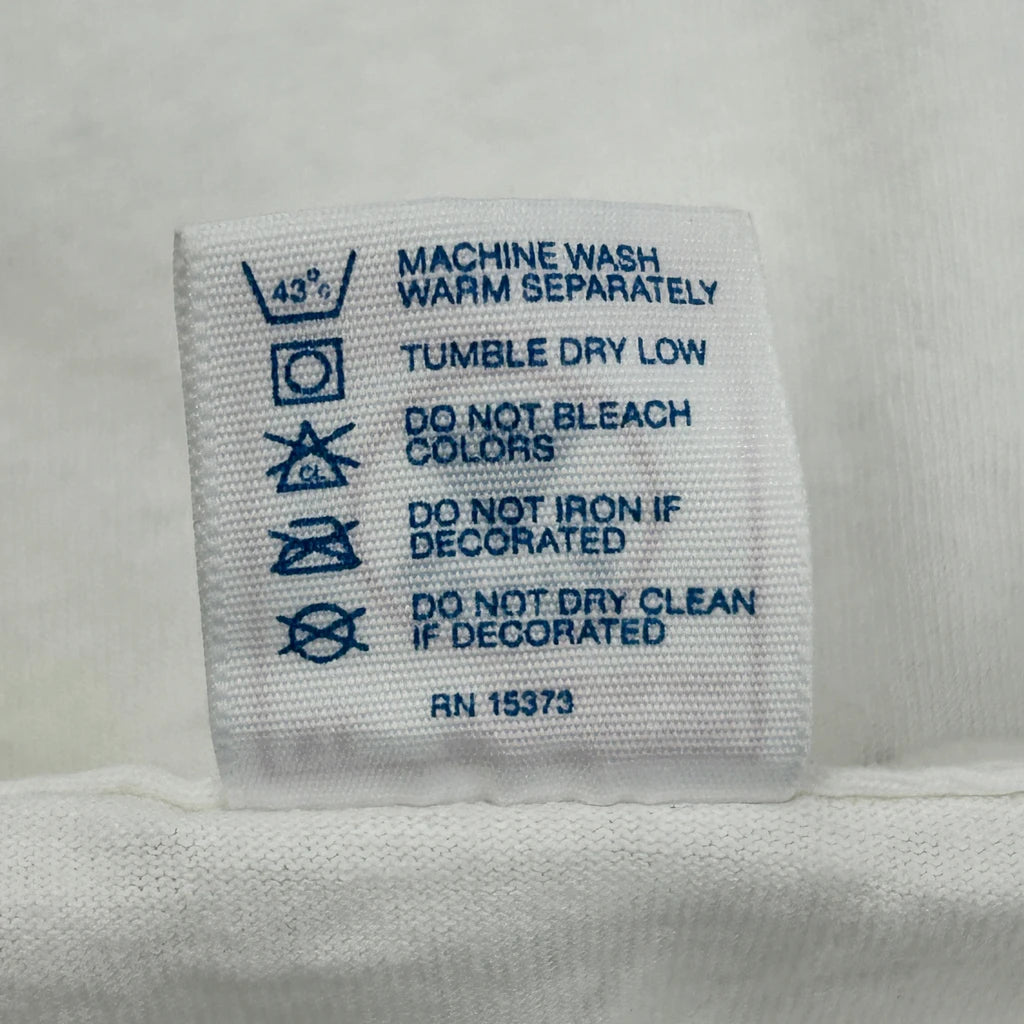 43°C
MACHINE WASH
WARM SEPARATELY
TUMBLE DRY LOW
CL
DO NOT BLEACH
COLORS
DO NOT IRON IF
DECORATED
DO NOT DRY CLEAN
IF DECORATED
RN 15373